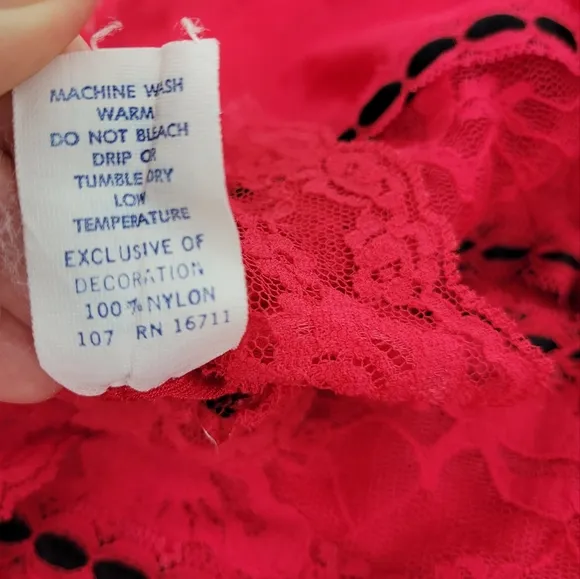 MACHINE WASH
WARM
DO NOT BLEACH
DRIP OR
TUMBLE DRY
LOW
TEMPERATURE
EXCLUSIVE OF
DECORATION
100% NYLON
107 RN 16711